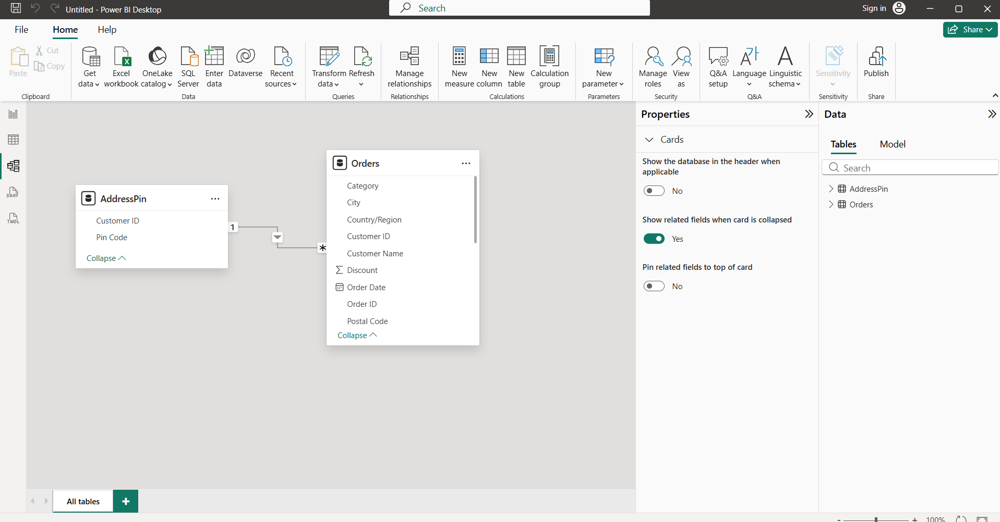 Untitled - Power BI Desktop
Search
Sign in
File
Home
Help
Share
Paste
Cut
Copy
Clipboard
Get data
Excel workbook
OneLake catalog
SQL Server
Enter data
Dataverse
Recent sources
Data
Transform data
Refresh
Queries
Manage relationships
Relationships
New measure
New column
New table
Calculation group
Calculations
New parameter
Parameters
Manage roles
View as
Security
Q&A setup
Language
Linguistic schema
Q&A
Sensitivity
Sensitivity
Publish
Share
DAX
TMDL
AddressPin
Customer ID
Pin Code
Collapse
1
*
Orders
Category
City
Country/Region
Customer ID
Customer Name
Discount
Order Date
Order ID
Postal Code
Collapse
Properties
Cards
Show the database in the header when
applicable
No
Show related fields when card is collapsed
Yes
Pin related fields to top of card
No
Data
Tables
Model
Search
AddressPin
Orders
All tables
+
- + 100%